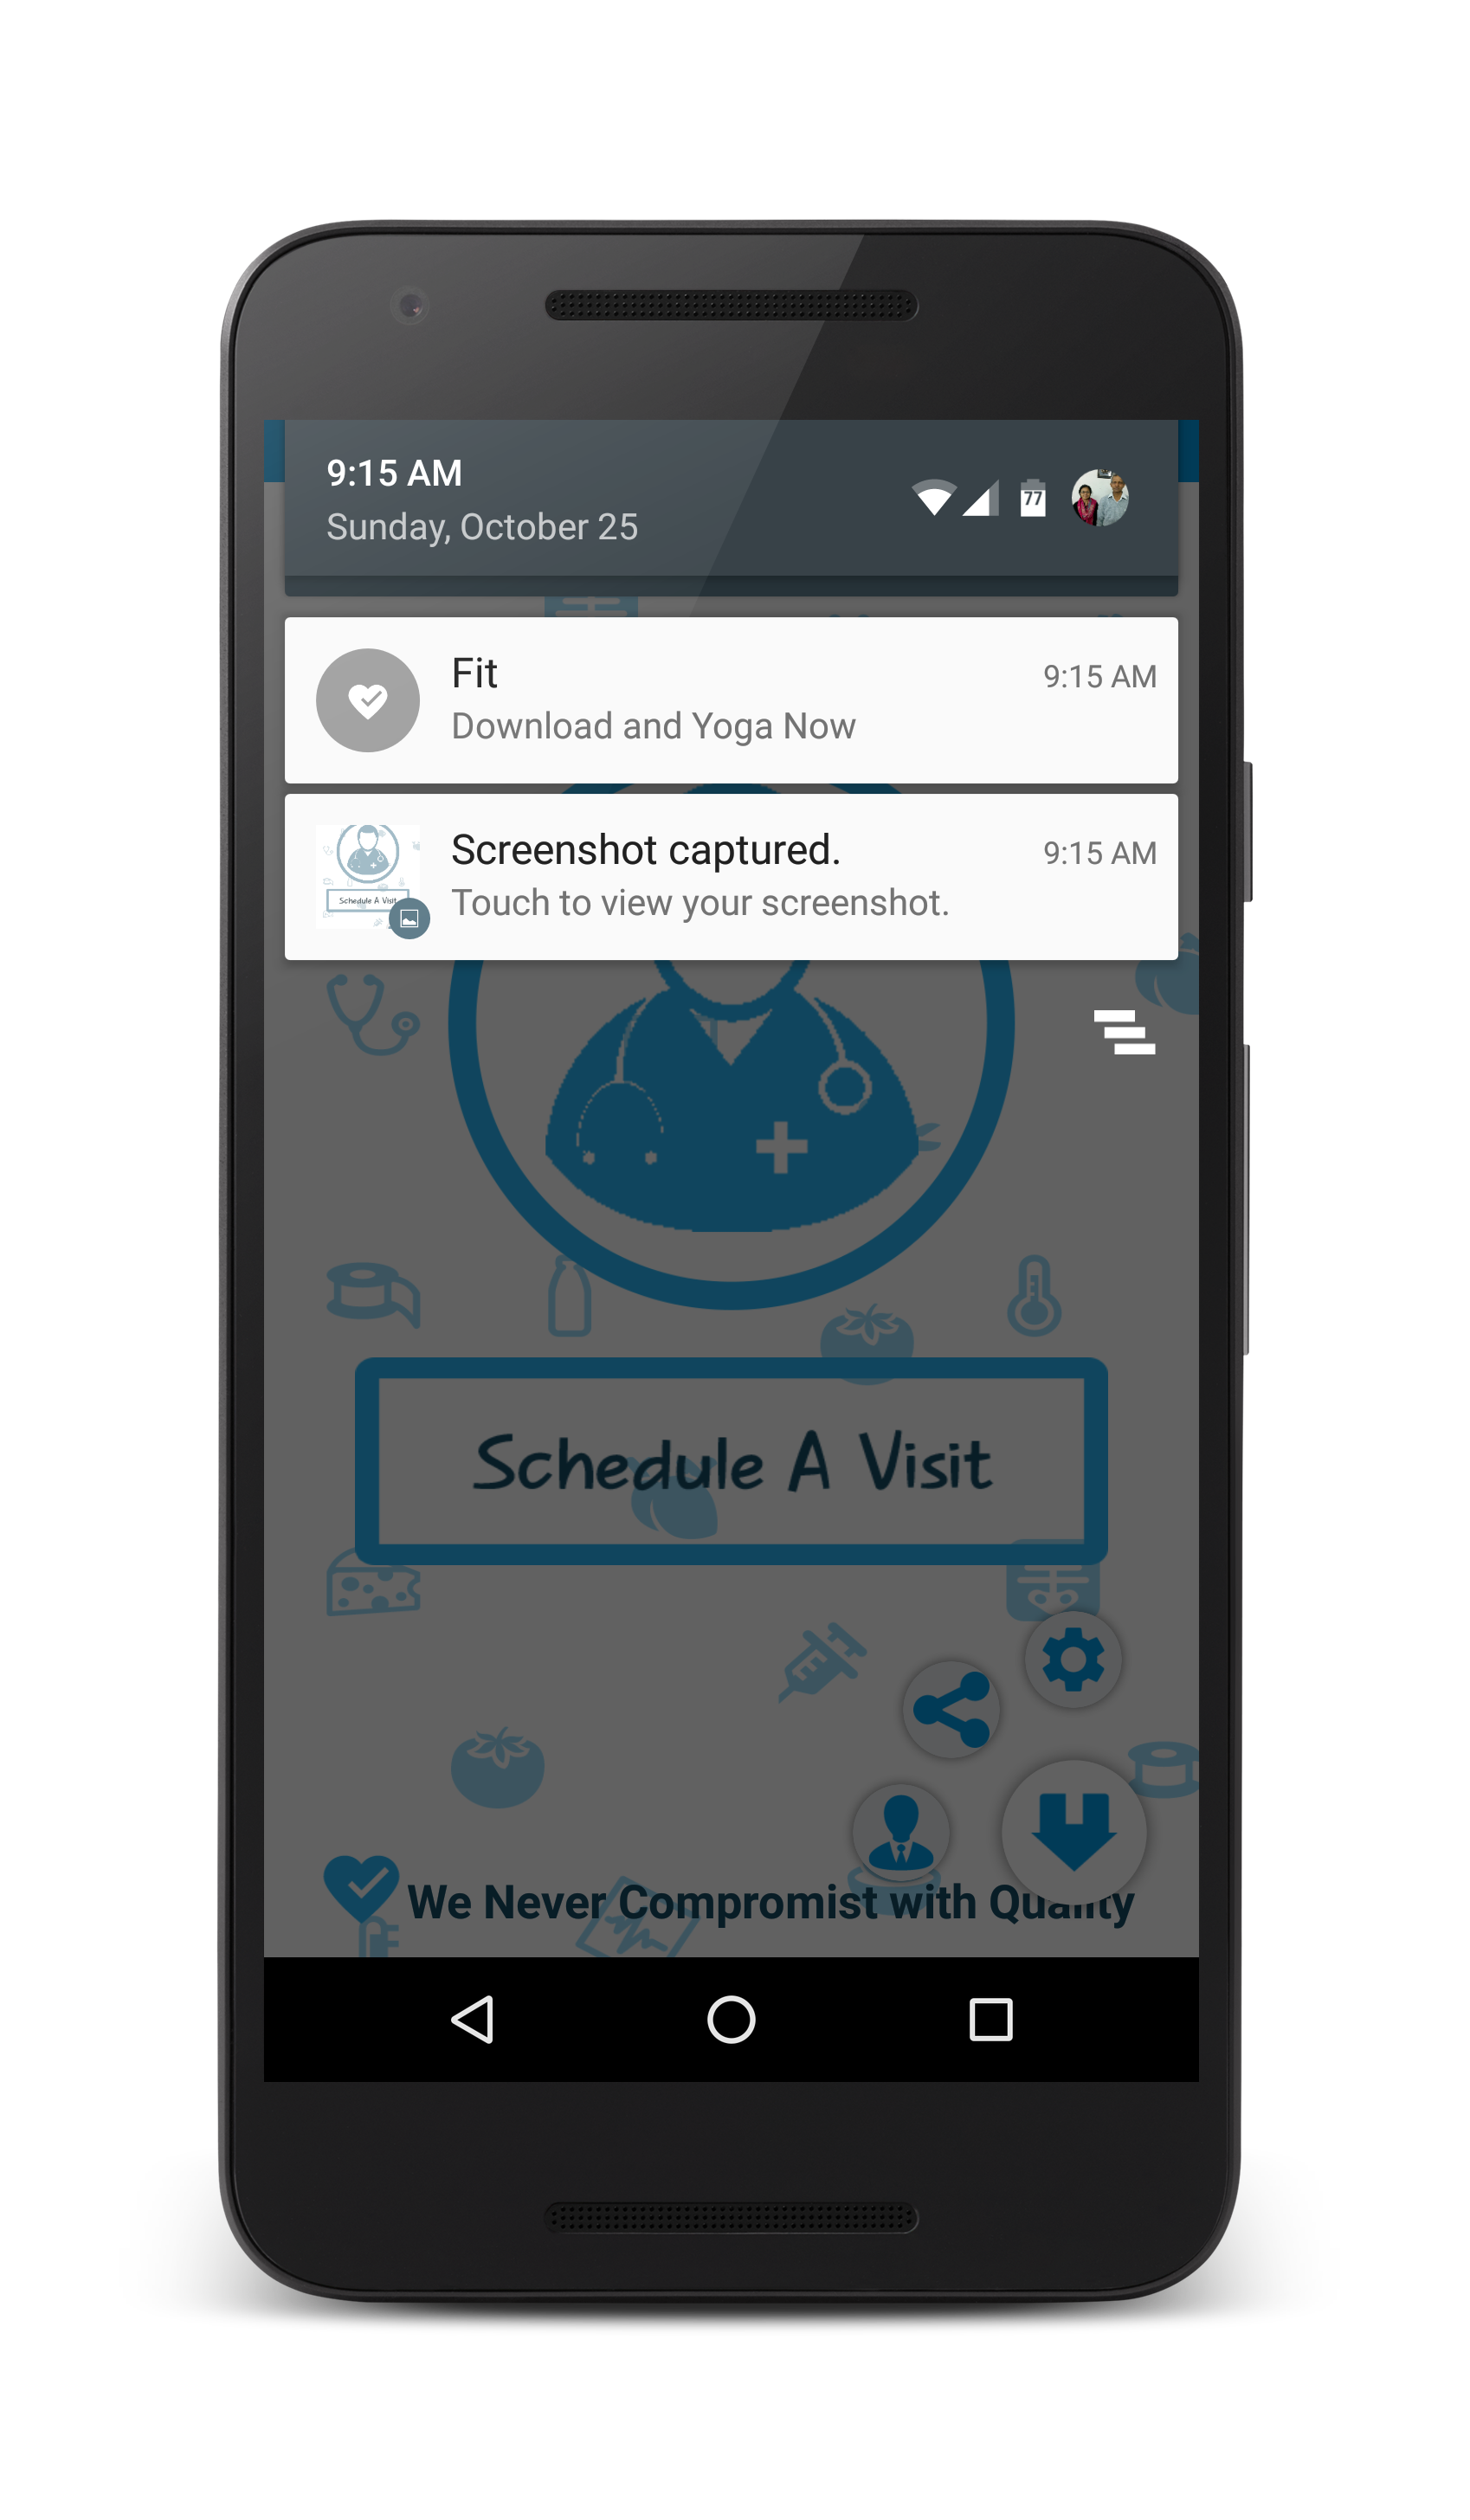 9:15 AM
Sunday, October 25
77
Fit
9:15 AM
Download and Yoga Now
Screenshot captured.
9:15 AM
Touch to view your screenshot.
Schedule A Visit
Schedule A Visit
We Never Compromist with Quality